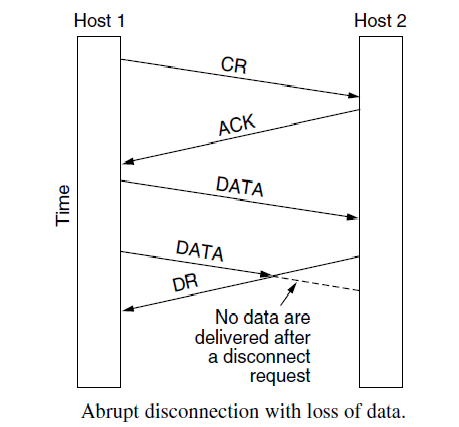 Host 1
Host 2
CR
ACK
Time
DATA
DATA
DR
No data are
delivered after
a disconnect
request
Abrupt disconnection with loss of data.